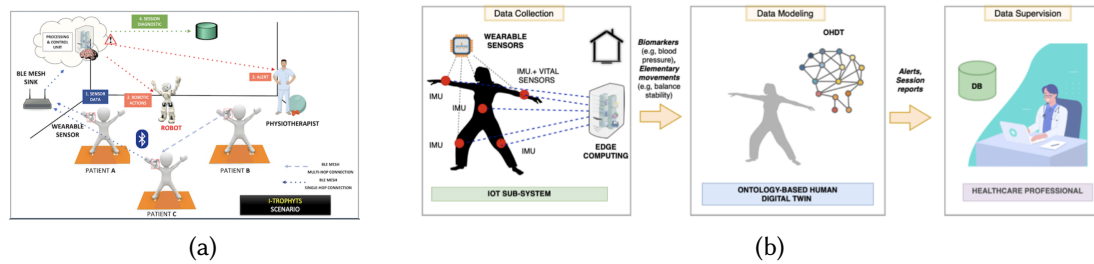 4. SESSION
DIAGNOSTIC
PROCESSING
& CONTROL
UNIT
BLE MESH
SINK
1. SENSOR
DATA
2. ROBOTIC
ACTIONS
3. ALERT
WEARABLE
SENSOR
ROBOT
PHYSIOTHERAPIST
PATIENT A
PATIENT B
PATIENT C
BLE MESH
MULTI-HOP CONNECTION
BLE MESH
SINGLE-HOP CONNECTION
i-TROPHYTS
SCENARIO
(a)
Data Collection
WEARABLE
SENSORS
IMU.+ VITAL
SENSORS
IMU
IMU
IMU
IMU
EDGE
COMPUTING
IOT SUB-SYSTEM
Biomarkers
(e.g, blood
pressure),
Elementary
movements
(e.g, balance
stability)
Data Modeling
OHDT
ONTOLOGY-BASED HUMAN
DIGITAL TWIN
Alerts,
Session
reports
Data Supervision
DB
HEALTHCARE PROFESSIONAL
(b)